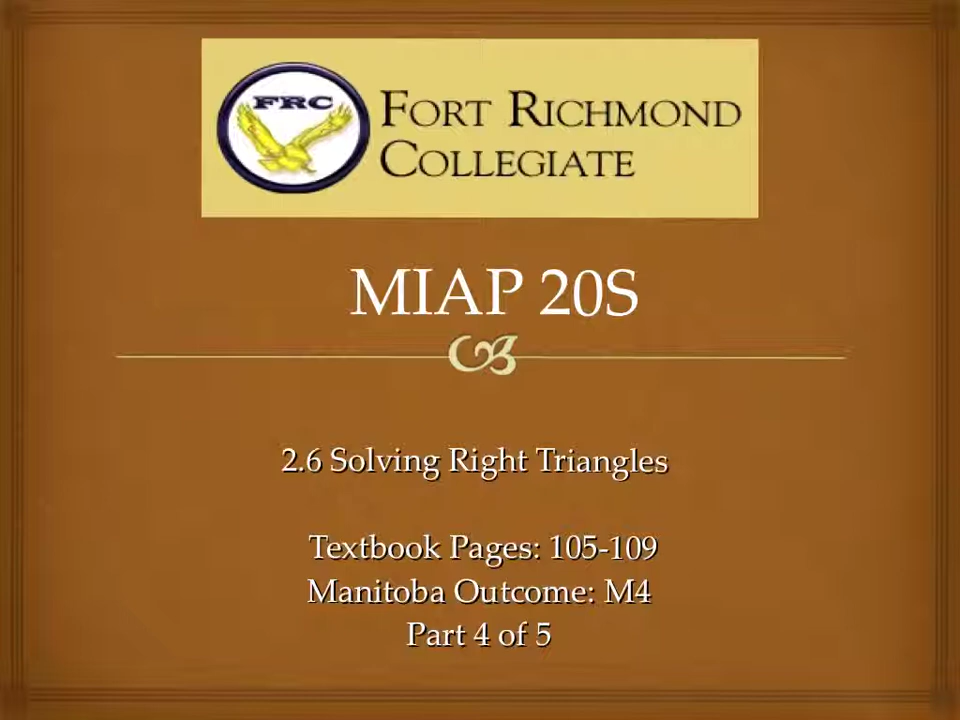 FRC
FORT RICHMOND
COLLEGIATE
MIAP 20S
2.6 Solving Right Triangles
Textbook Pages: 105-109
Manitoba Outcome: M4
Part 4 of 5